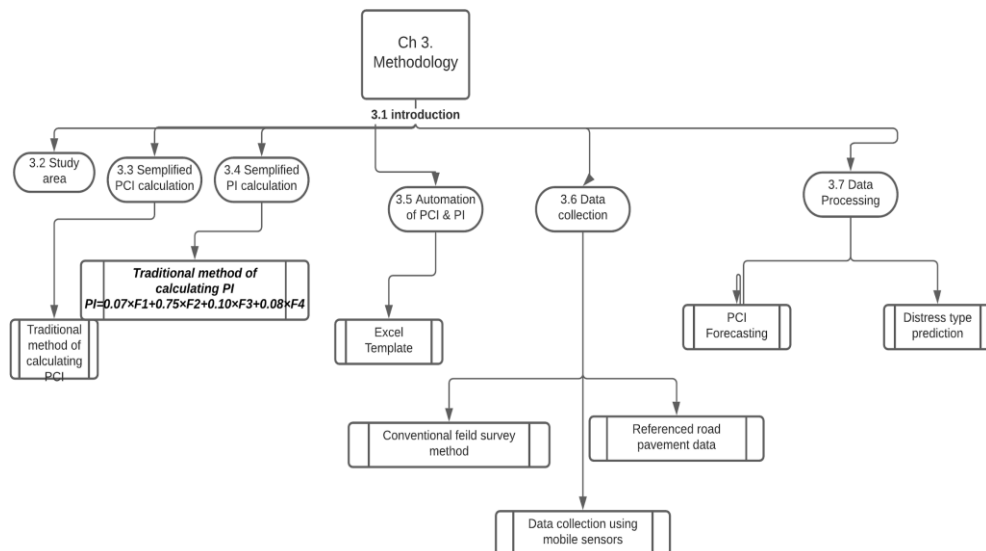 Ch 3.
Methodology
3.1 introduction
3.2 Study
area
3.3 Semplified
PCI calculation
3.4 Semplified
PI calculation
3.5 Automation
of PCI & PI
3.6 Data
collection
3.7 Data
Processing
Traditional method of
calculating PI
PI=0.07×F1+0.75×F2+0.10×F3+0.08×F4
Traditional
method of
calculating
PCI
Excel
Template
PCI
Forecasting
Distress type
prediction
Conventional feild survey
method
Referenced road
pavement data
Data collection using
mobile sensors